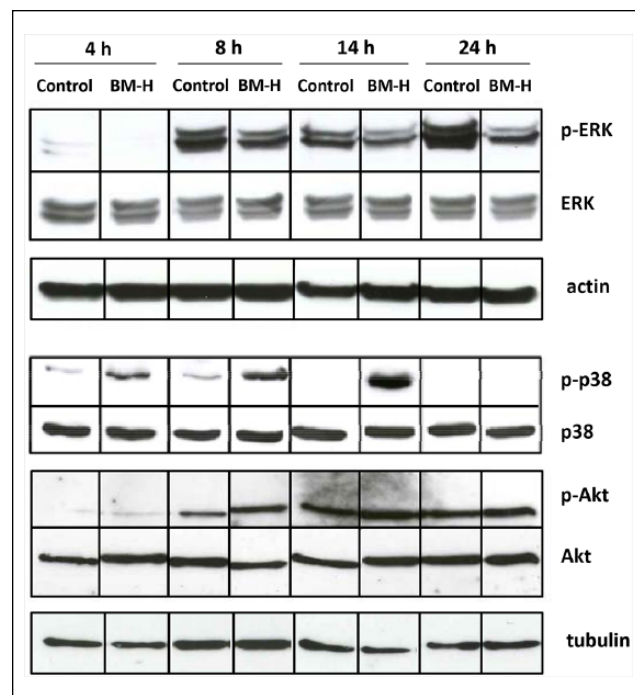 4 h 8 h 14 h 24 h
Control BM-H Control BM-H Control BM-H Control BM-H
p-ERK
ERK
actin
p-p38
p38
p-Akt
Akt
tubulin